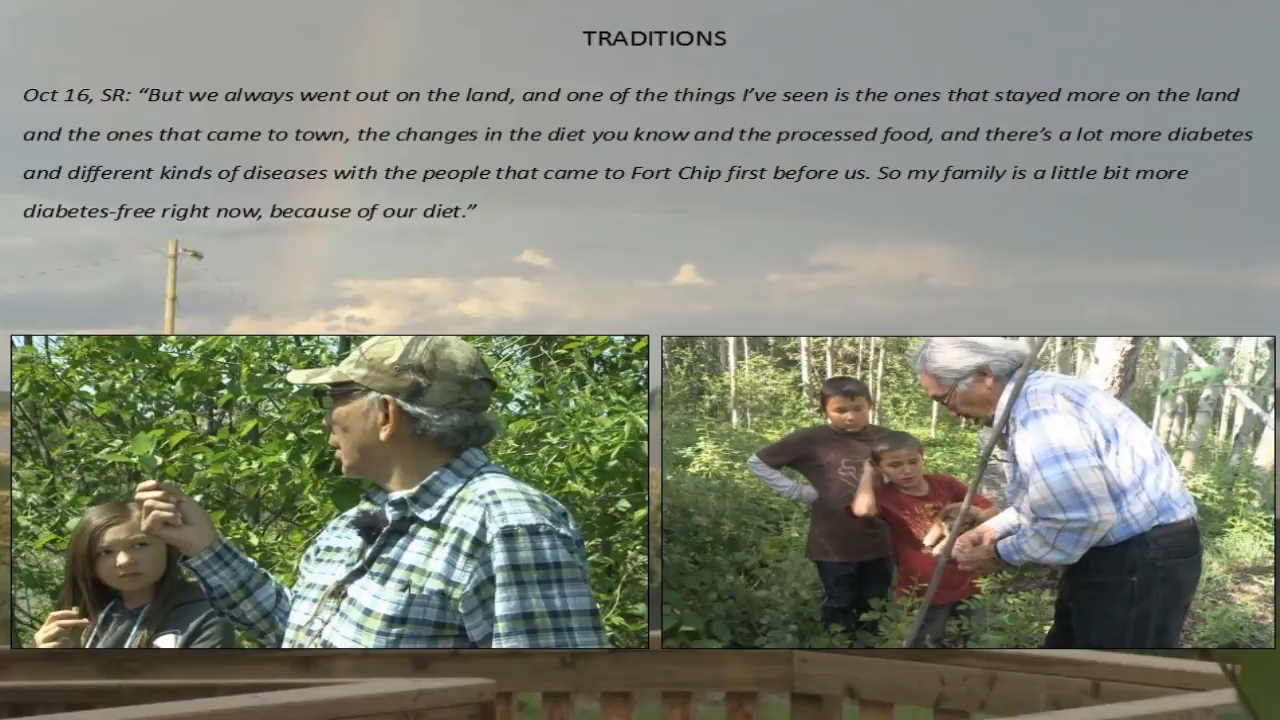 TRADITIONS
Oct 16, SR: “But we always went out on the land, and one of the things I’ve seen is the ones that stayed more on the land
and the ones that came to town, the changes in the diet you know and the processed food, and there’s a lot more diabetes
and different kinds of diseases with the people that came to Fort Chip first before us. So my family is a little bit more
diabetes-free right now, because of our diet.”